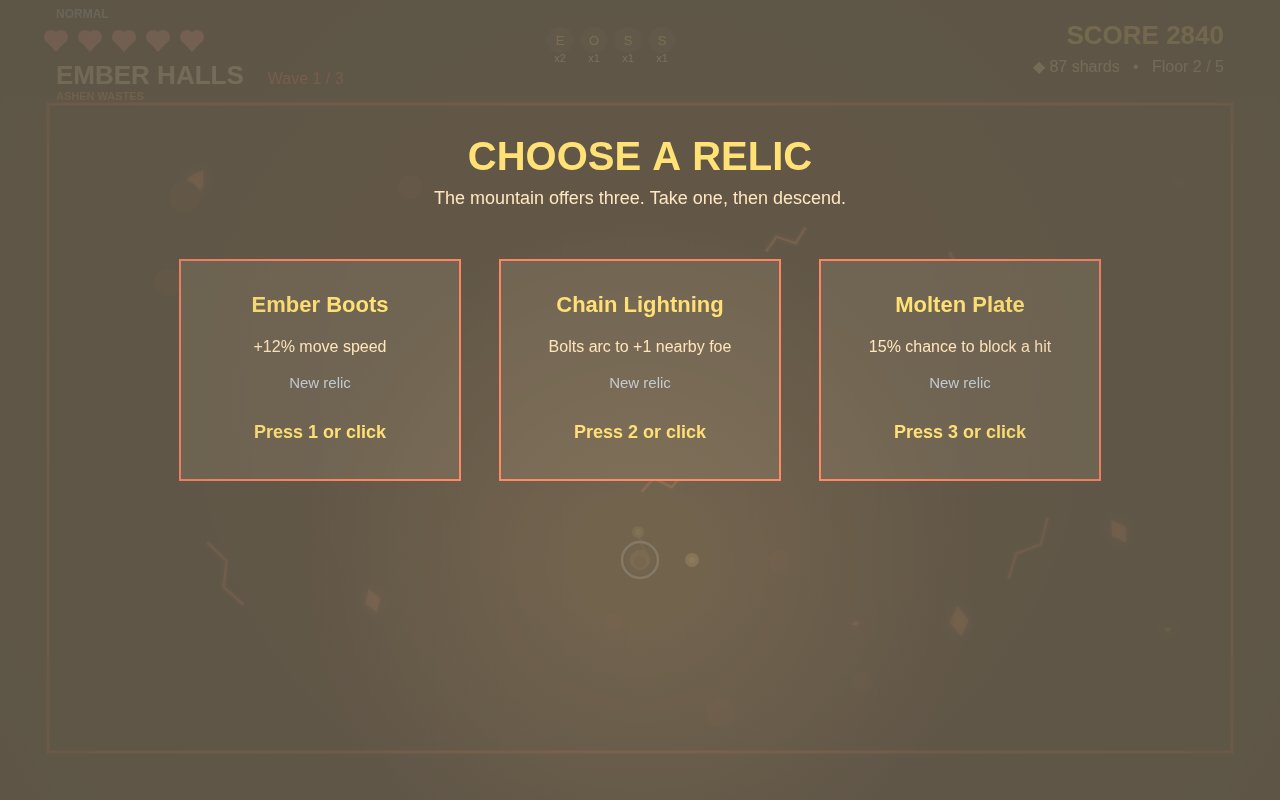 NORMAL
EMBER HALLS Wave 1 / 3
ASHEN WASTES
E O S S
x2 x1 x1 x1
SCORE 2840
◆ 87 shards • Floor 2 / 5
CHOOSE A RELIC
The mountain offers three. Take one, then descend.
Ember Boots
+12% move speed
New relic
Press 1 or click
Chain Lightning
Bolts arc to +1 nearby foe
New relic
Press 2 or click
Molten Plate
15% chance to block a hit
New relic
Press 3 or click